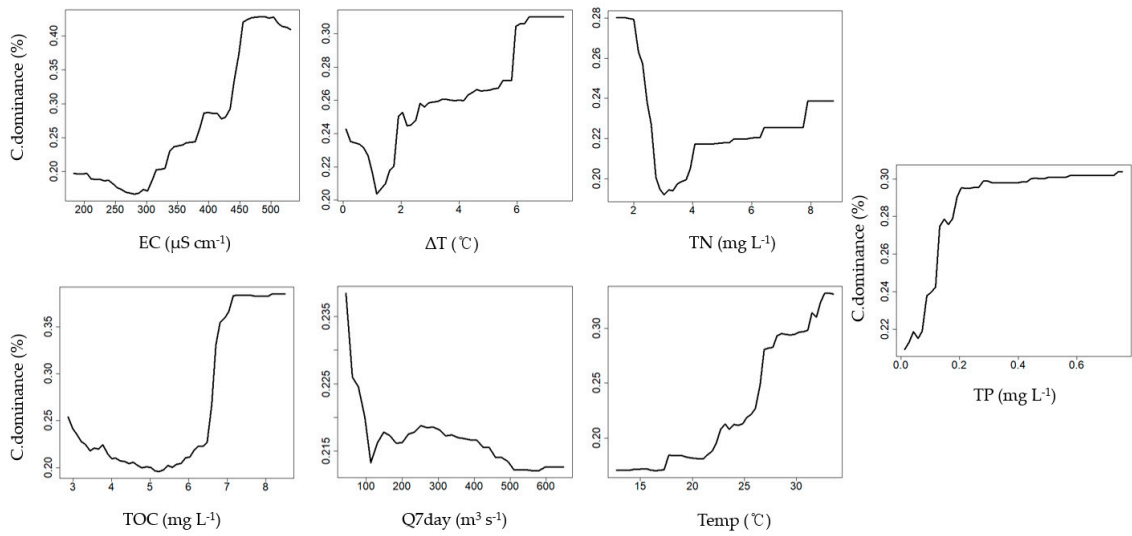 C.dominance (%)
0.20 0.25 0.30 0.35 0.40
200 250 300 350 400 450 500
EC (µS cm-1)
0.20 0.22 0.24 0.26 0.28 0.30
0 2 4 6
ΔT (℃)
0.20 0.22 0.24 0.26 0.28
2 4 6 8
TN (mg L-1)
C.dominance (%)
0.22 0.24 0.26 0.28 0.30
0.0 0.2 0.4 0.6
TP (mg L-1)
C.dominance (%)
0.20 0.25 0.35
3 4 5 6 7 8
TOC (mg L-1)
0.215 0.225 0.235
100 200 300 400 500 600
Q7day (m3 s-1)
0.20 0.25 0.30
15 20 25 30
Temp (℃)